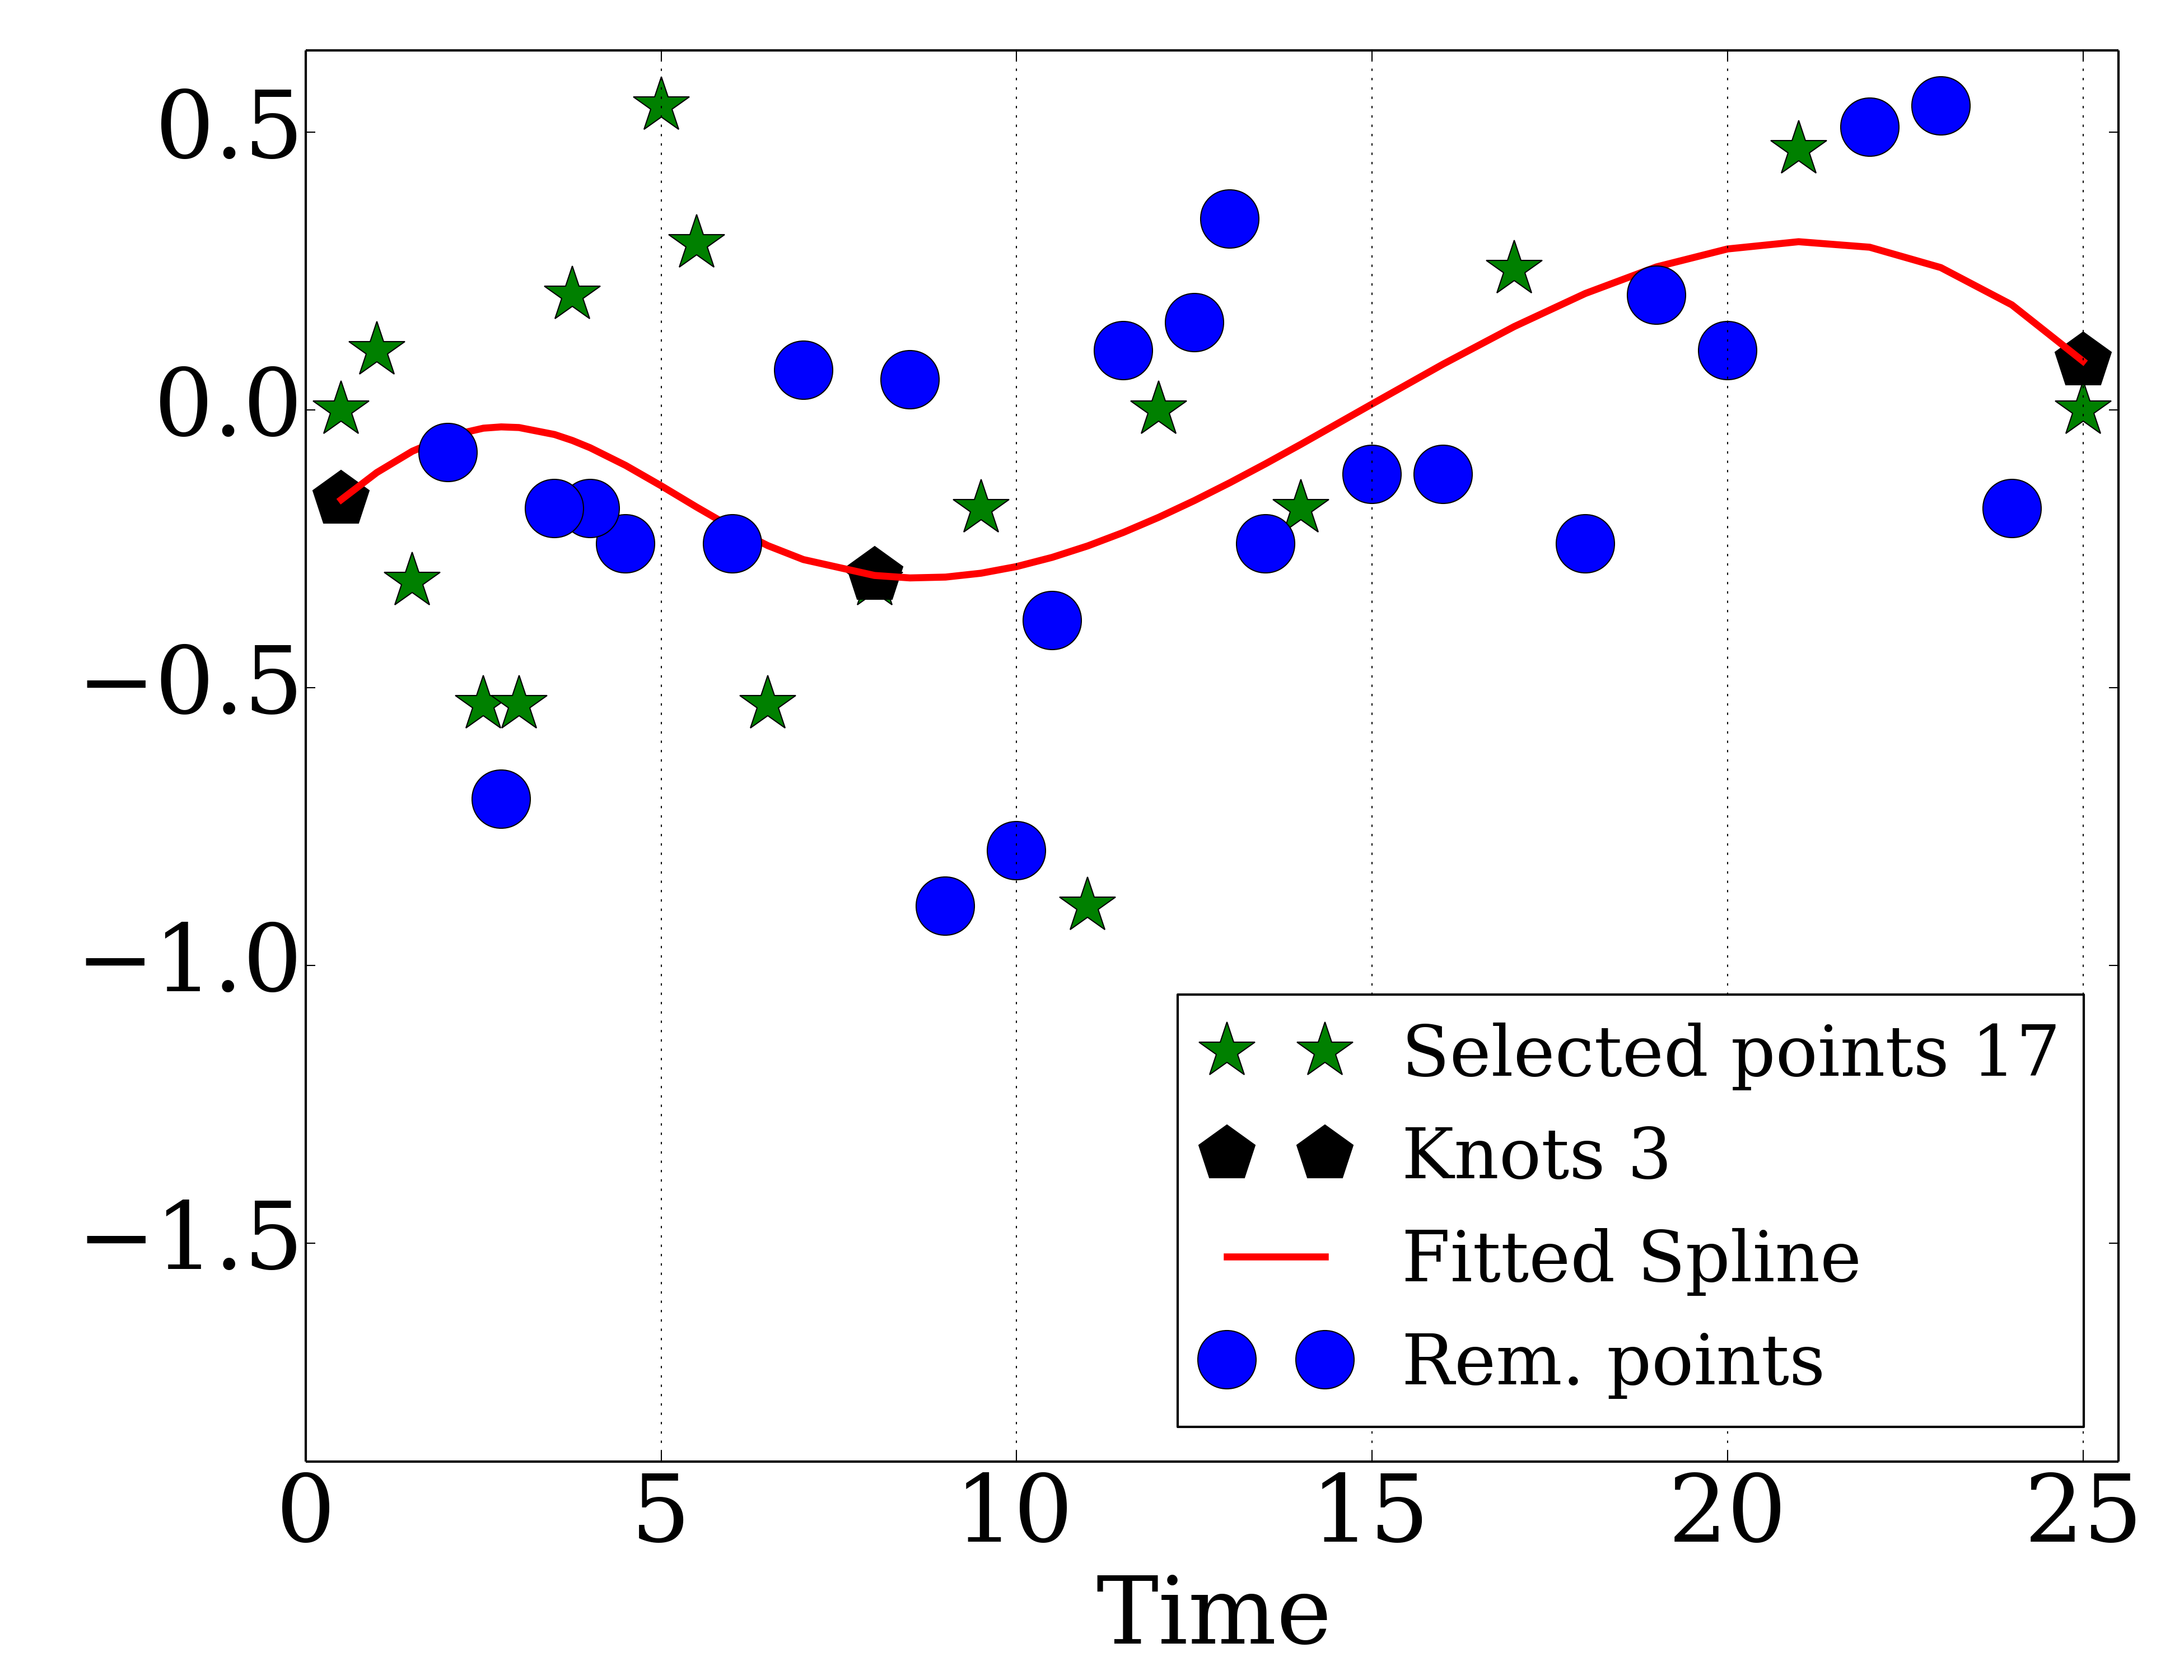 0.5
0.0
−0.5
−1.0
−1.5
Selected points 17
Knots 3
Fitted Spline
Rem. points
0 5 10 15 20 25
Time